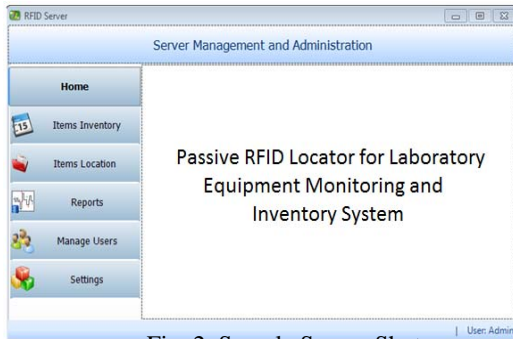 RFID Server
Server Management and Administration
Home
15
Items Inventory
Items Location
Reports
Manage Users
Settings
Passive RFID Locator for Laboratory
Equipment Monitoring and
Inventory System
User: Admin